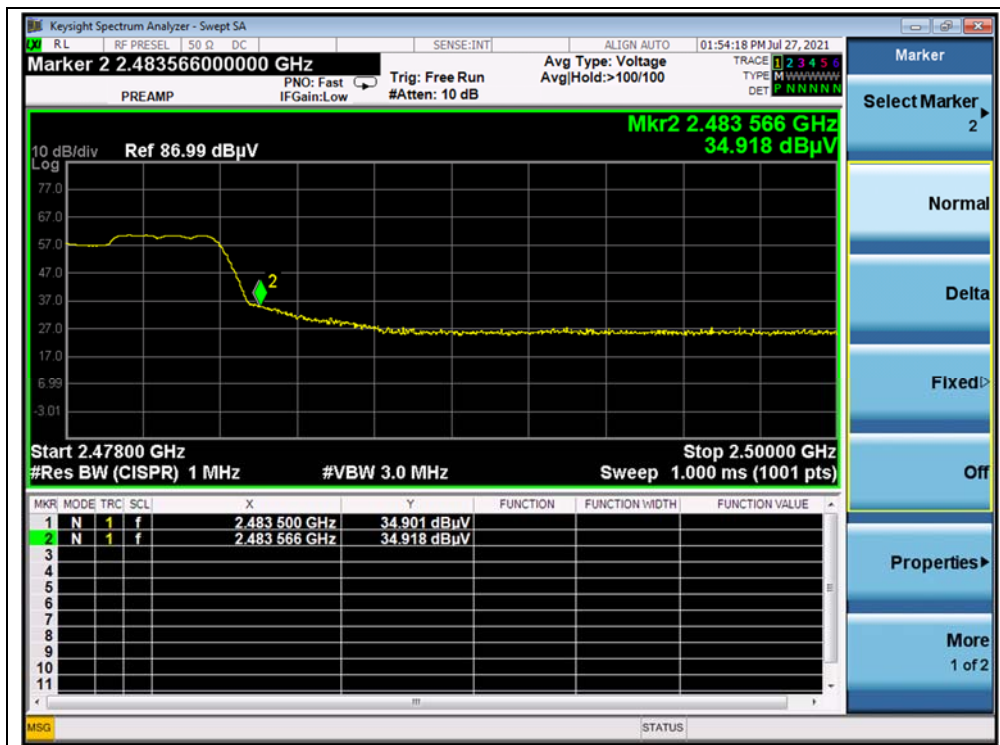 Keysight Spectrum Analyzer - Swept SA
LXI RL RF PRESEL 50 Ω DC SENSE:INT ALIGN AUTO 01:54:18 PM Jul 27, 2021
Marker 2 2.483566000000 GHz
PREAMP
PNO: Fast
IFGain:Low
Trig: Free Run
#Atten: 10 dB
Avg Type: Voltage
Avg|Hold:>100/100
TRACE 1 2 3 4 5 6
TYPE M W W W W W
DET P N N N N N
Mkr2 2.483 566 GHz
34.918 dBµV
10 dB/div Ref 86.99 dBµV
Log
77.0
67.0
57.0
47.0
37.0
27.0
17.0
6.99
-3.01
2
Start 2.47800 GHz Stop 2.50000 GHz
#Res BW (CISPR) 1 MHz #VBW 3.0 MHz Sweep 1.000 ms (1001 pts)
MKR MODE TRC SCL X Y FUNCTION FUNCTION WIDTH FUNCTION VALUE
1 N 1 f 2.483 500 GHz 34.901 dBµV
2 N 1 f 2.483 566 GHz 34.918 dBµV
3
4
5
6
7
8
9
10
11
MSG STATUS
Marker
Select Marker
2
Normal
Delta
Fixed
Off
Properties
More
1 of 2